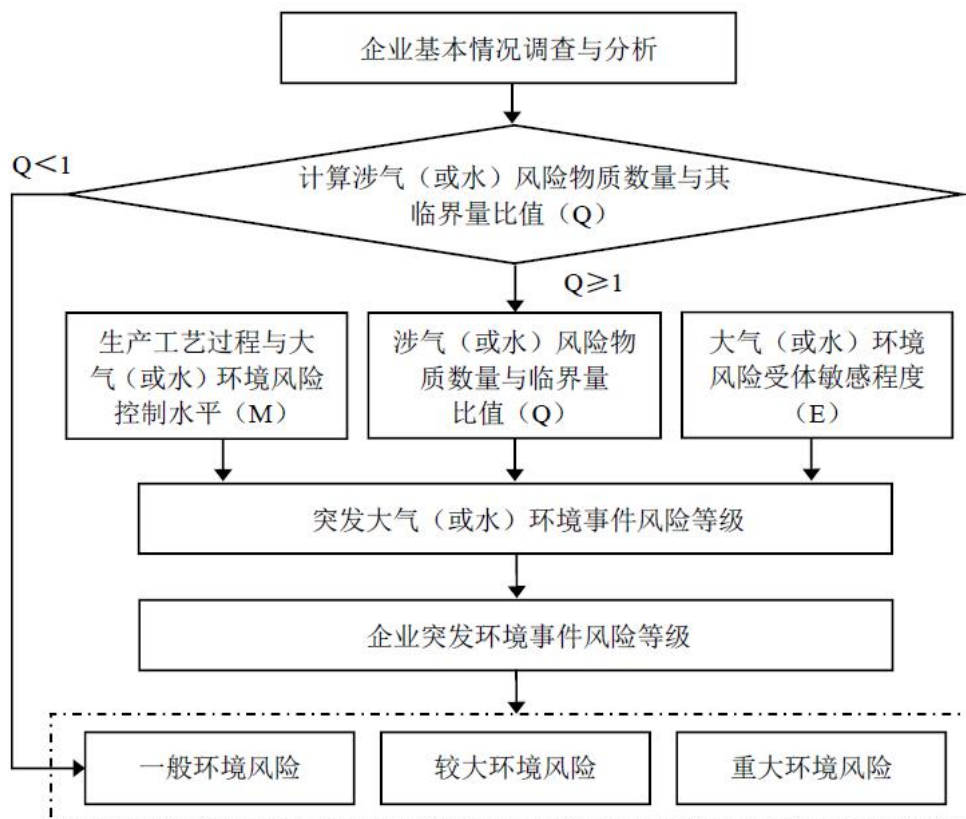 企业基本情况调查与分析
Q＜1
计算涉气（或水）风险物质数量与其
临界量比值（Q）
Q≥1
生产工艺过程与大
气（或水）环境风险
控制水平（M）
涉气（或水）风险物
质数量与临界量
比值（Q）
大气（或水）环境
风险受体敏感程度
（E）
突发大气（或水）环境事件风险等级
企业突发环境事件风险等级
一般环境风险
较大环境风险
重大环境风险